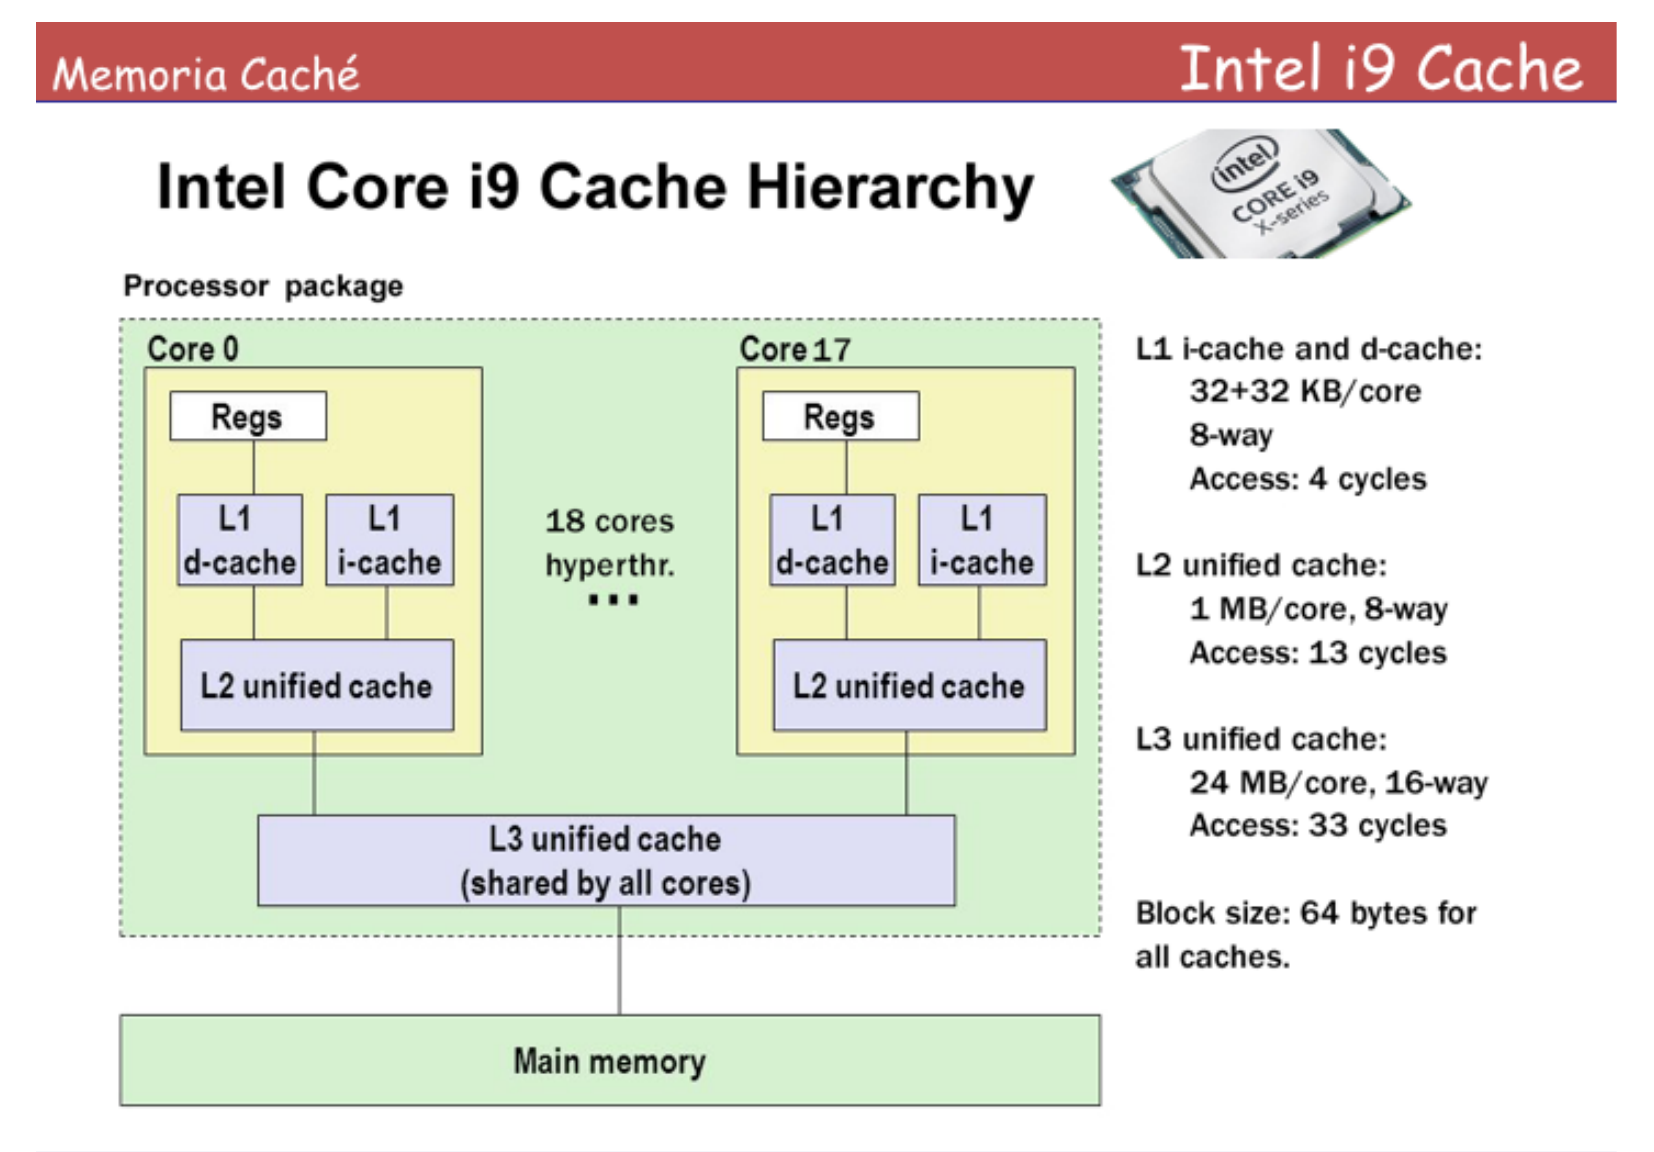 Memoria Caché
Intel i9 Cache
Intel Core i9 Cache Hierarchy
intel
CORE i9
X-series
Processor package
Core 0
Regs
L1
d-cache
L1
i-cache
L2 unified cache
18 cores
hyperthr.
...
Core 17
Regs
L1
d-cache
L1
i-cache
L2 unified cache
L3 unified cache
(shared by all cores)
Main memory
L1 i-cache and d-cache:
32+32 KB/core
8-way
Access: 4 cycles
L2 unified cache:
1 MB/core, 8-way
Access: 13 cycles
L3 unified cache:
24 MB/core, 16-way
Access: 33 cycles
Block size: 64 bytes for
all caches.